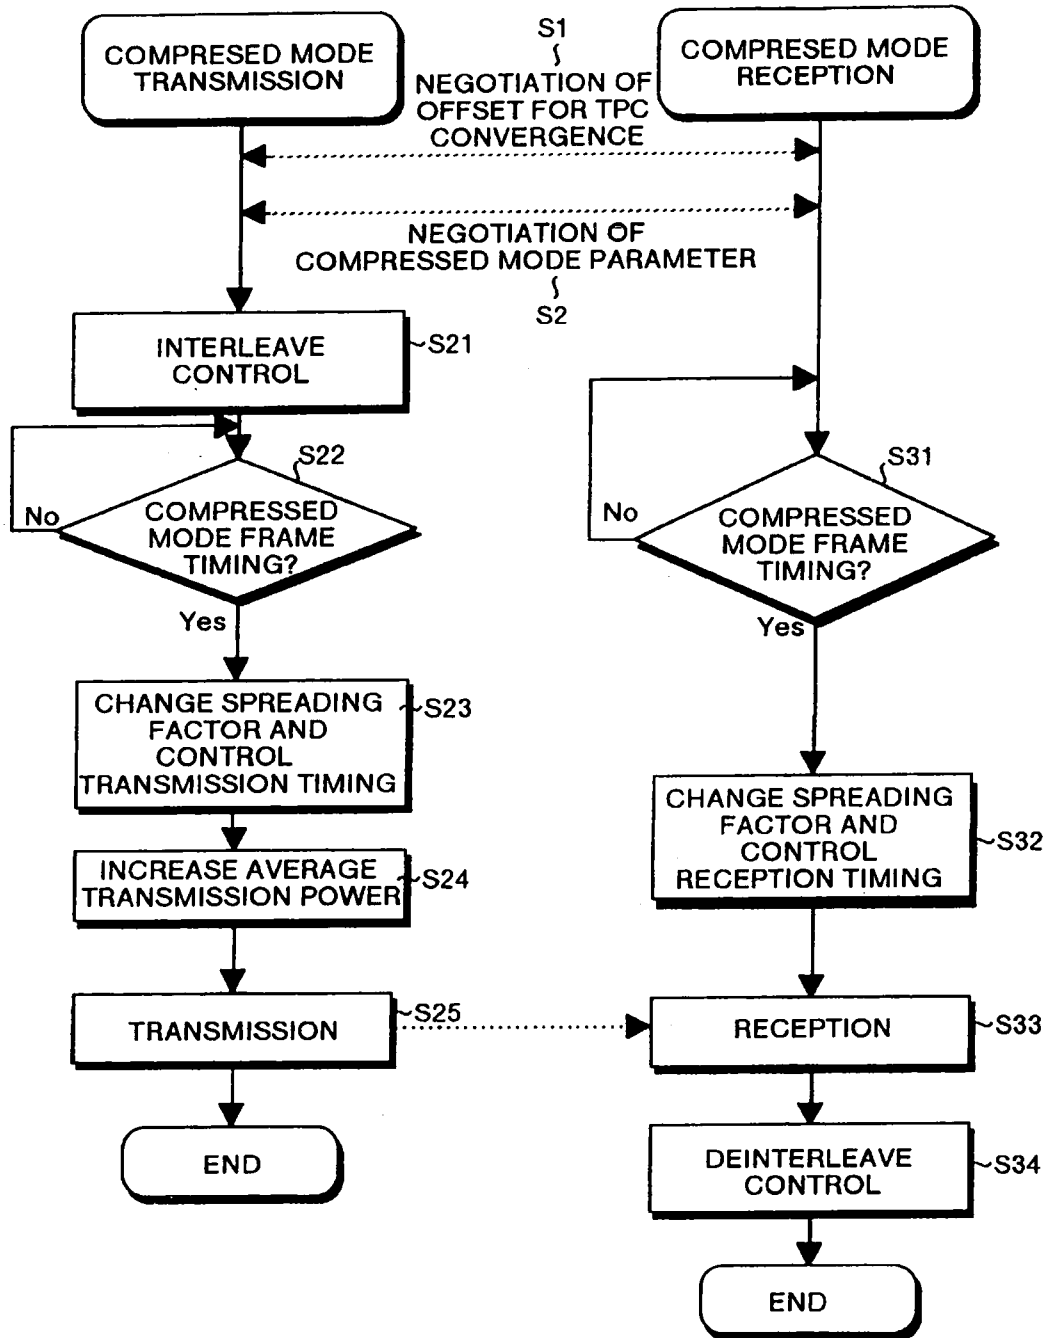 COMPRESED MODE
TRANSMISSION
S1
NEGOTIATION OF
OFFSET FOR TPC
CONVERGENCE
COMPRESED MODE
RECEPTION
NEGOTIATION OF
COMPRESSED MODE PARAMETER
S2
INTERLEAVE
CONTROL
S21
S22
No
COMPRESSED
MODE FRAME
TIMING?
Yes
S31
No
COMPRESSED
MODE FRAME
TIMING?
Yes
CHANGE SPREADING
FACTOR AND
CONTROL
TRANSMISSION TIMING
S23
CHANGE SPREADING
FACTOR AND
CONTROL
RECEPTION TIMING
S32
INCREASE AVERAGE
TRANSMISSION POWER
S24
TRANSMISSION
S25
RECEPTION
S33
END
DEINTERLEAVE
CONTROL
S34
END